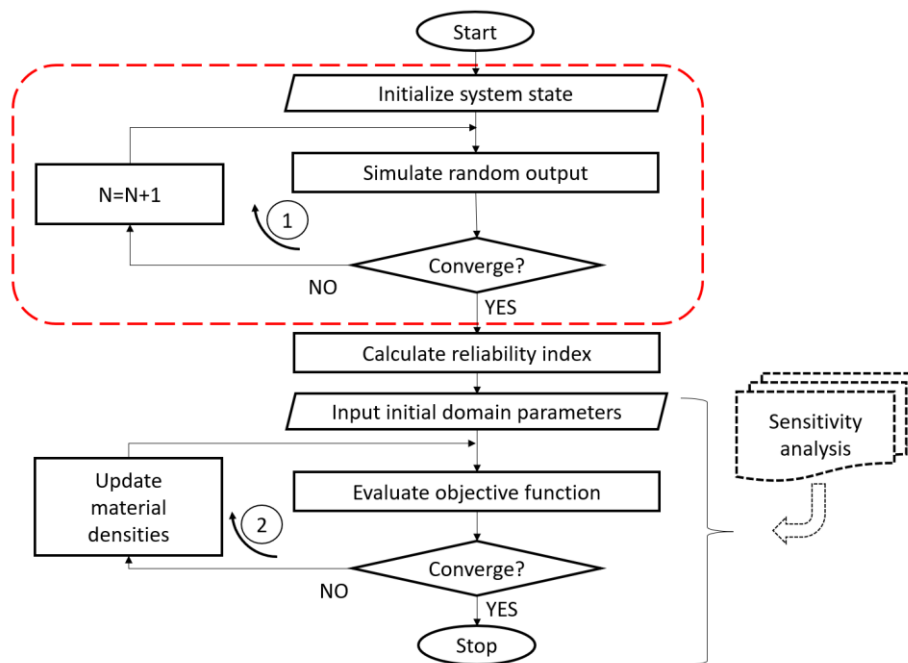 Start
Initialize system state
Simulate random output
N=N+1
1
Converge?
NO
YES
Calculate reliability index
Input initial domain parameters
Sensitivity
analysis
Update
material
densities
Evaluate objective function
2
Converge?
NO
YES
Stop